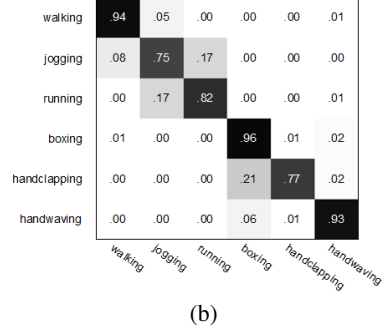 walking .94 .05 .00 .00 .00 .01
jogging .08 .75 .17 .00 .00 .00
running .00 .17 .82 .00 .00 .01
boxing .01 .00 .00 .96 .01 .02
handclapping .00 .00 .00 .21 .77 .02
handwaving .00 .00 .00 .06 .01 .93
walking jogging running boxing handclapping handwaving
(b)